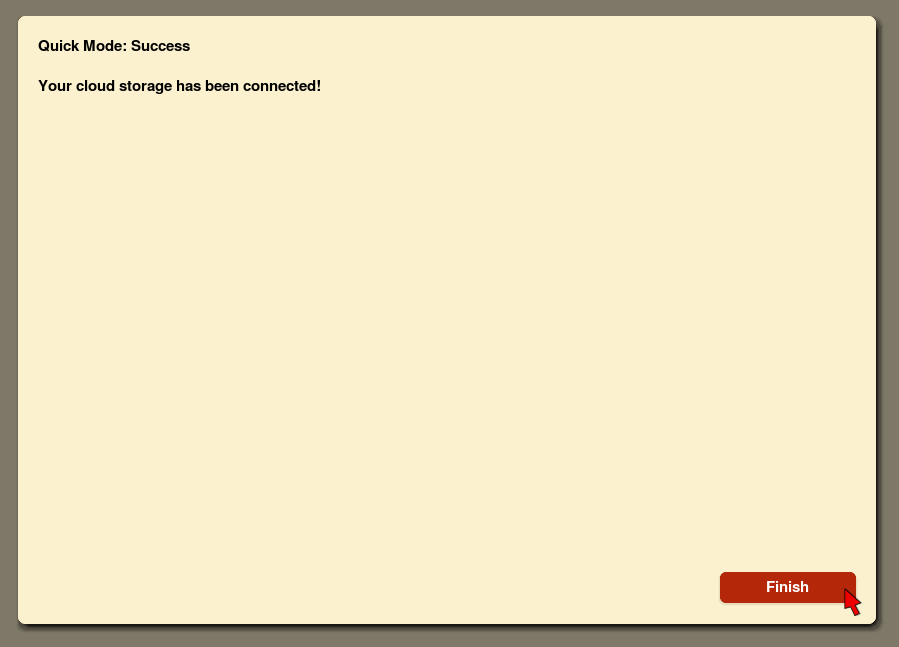 Quick Mode: Success
Your cloud storage has been connected!
Finish